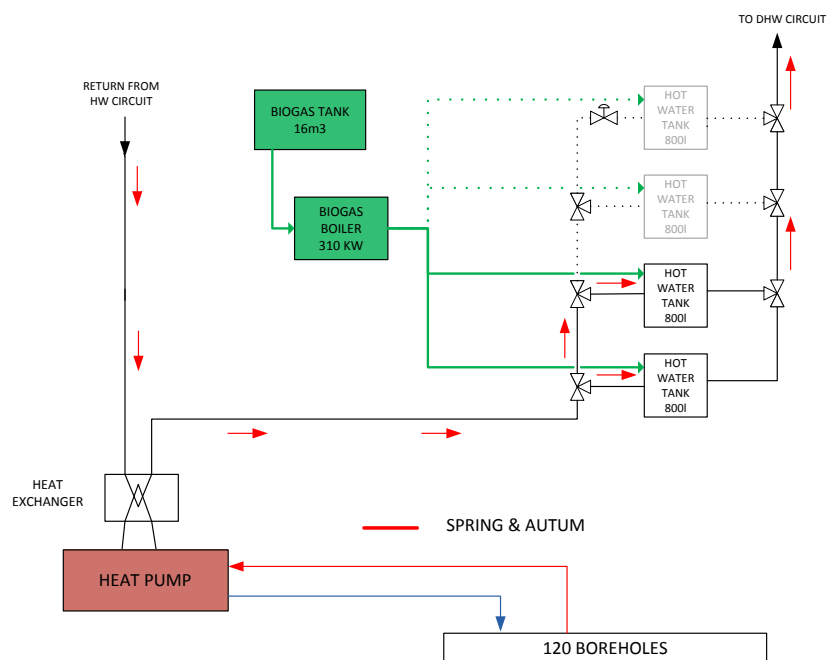 TO DHW CIRCUIT
RETURN FROM
HW CIRCUIT
BIOGAS TANK
16m3
HOT
WATER
TANK
800l
BIOGAS
BOILER
310 KW
HOT
WATER
TANK
800l
HOT
WATER
TANK
800l
HOT
WATER
TANK
800l
HEAT
EXCHANGER
SPRING & AUTUM
HEAT PUMP
120 BOREHOLES